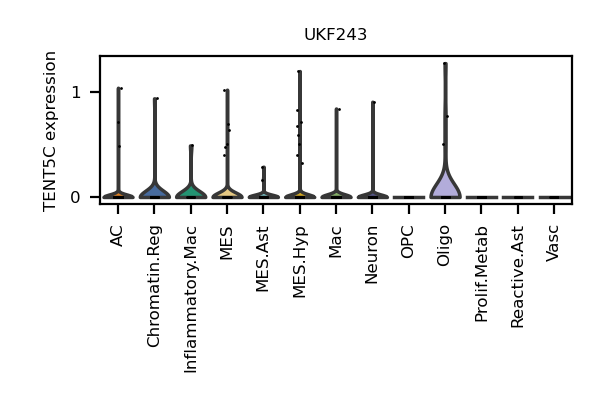 UKF243
TENT5C expression
1
0
AC
Chromatin.Reg
Inflammatory.Mac
MES
MES.Ast
MES.Hyp
Mac
Neuron
OPC
Oligo
Prolif.Metab
Reactive.Ast
Vasc